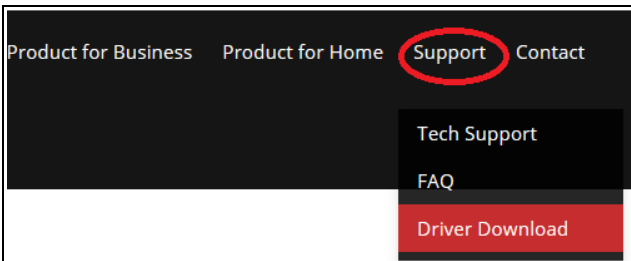 Product for Business Product for Home Support Contact
Tech Support
FAQ
Driver Download